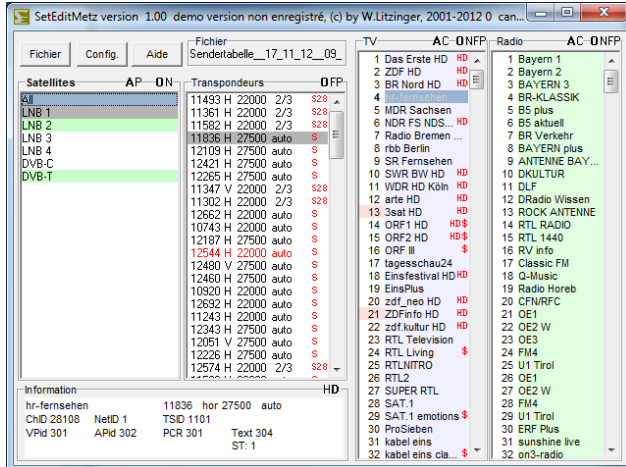 SetEditMetz version 1.00 demo version non enregistré, (c) by W.Litzinger, 2001-2012 0 can...
Fichier
Config.
Aide
Fichier
Sendertabelle__17_11_12__09_
Satellites AP ON
All
LNB 1
LNB 2
LNB 3
LNB 4
DVB-C
DVB-T
Transpondeurs OFP
11493 H 22000 2/3 S28
11361 H 22000 2/3 S28
11582 H 22000 2/3 S28
11836 H 27500 auto S
12109 H 27500 auto S
12421 H 27500 auto S
12265 H 27500 auto S
11347 V 22000 2/3 S28
11302 H 22000 2/3 S28
12662 H 22000 auto S
10743 H 22000 auto S
12187 H 27500 auto S
12544 H 22000 auto S
12480 V 27500 auto S
12460 H 27500 auto S
10920 H 22000 auto S
12692 H 22000 auto S
11243 H 22000 auto S
12343 H 27500 auto S
12051 V 27500 auto S
12226 H 27500 auto S
12574 H 22000 2/3 S28
TV AC-ONFP
1 Das Erste HD HD
2 ZDF HD HD
3 BR Nord HD HD
4 hr-fernsehen
5 MDR Sachsen
6 NDR FS NDS... HD
7 Radio Bremen ...
8 rbb Berlin
9 SR Fernsehen
10 SWR BW HD HD
11 WDR HD Köln HD
12 arte HD HD
13 3sat HD HD
14 ORF1 HD HD$
15 ORF2 HD HD$
16 ORF III $
17 tagesschau24
18 Einsfestival HD HD
19 EinsPlus
20 zdf_neo HD HD
21 ZDFinfo HD HD
22 zdf.kultur HD HD
23 RTL Television
24 RTL Living $
25 RTLNITRO
26 RTL2
27 SUPER RTL
28 SAT.1
29 SAT.1 emotions $
30 ProSieben
31 kabel eins
32 kabel eins cla... $
Radio AC-ONFP
1 Bayern 1
2 Bayern 2
3 BAYERN 3
4 BR-KLASSIK
5 B5 plus
6 B5 aktuell
7 BR Verkehr
8 BAYERN plus
9 ANTENNE BAY...
10 DKULTUR
11 DLF
12 DRadio Wissen
13 ROCK ANTENNE
14 RTL RADIO
15 RTL 1440
16 RV info
17 Classic FM
18 Q-Music
19 Radio Horeb
20 CFN/RFC
21 OE1
22 OE2 W
23 OE3
24 FM4
25 U1 Tirol
26 OE1
27 OE2 W
28 FM4
29 U1 Tirol
30 ERF Plus
31 sunshine live
32 on3-radio
Information HD
hr-fernsehen 11836 hor 27500 auto
ChID 28108 NetID 1 TSID 1101
VPid 301 APid 302 PCR 301 Text 304
ST: 1